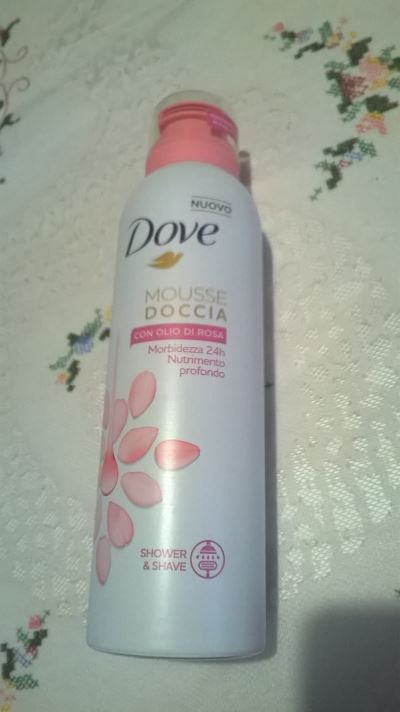 NUOVO
Dove
MOUSSE
DOCCIA
CON OLIO DI ROSA
Morbidezza 24h
Nutrimento
profondo
SHOWER
& SHAVE